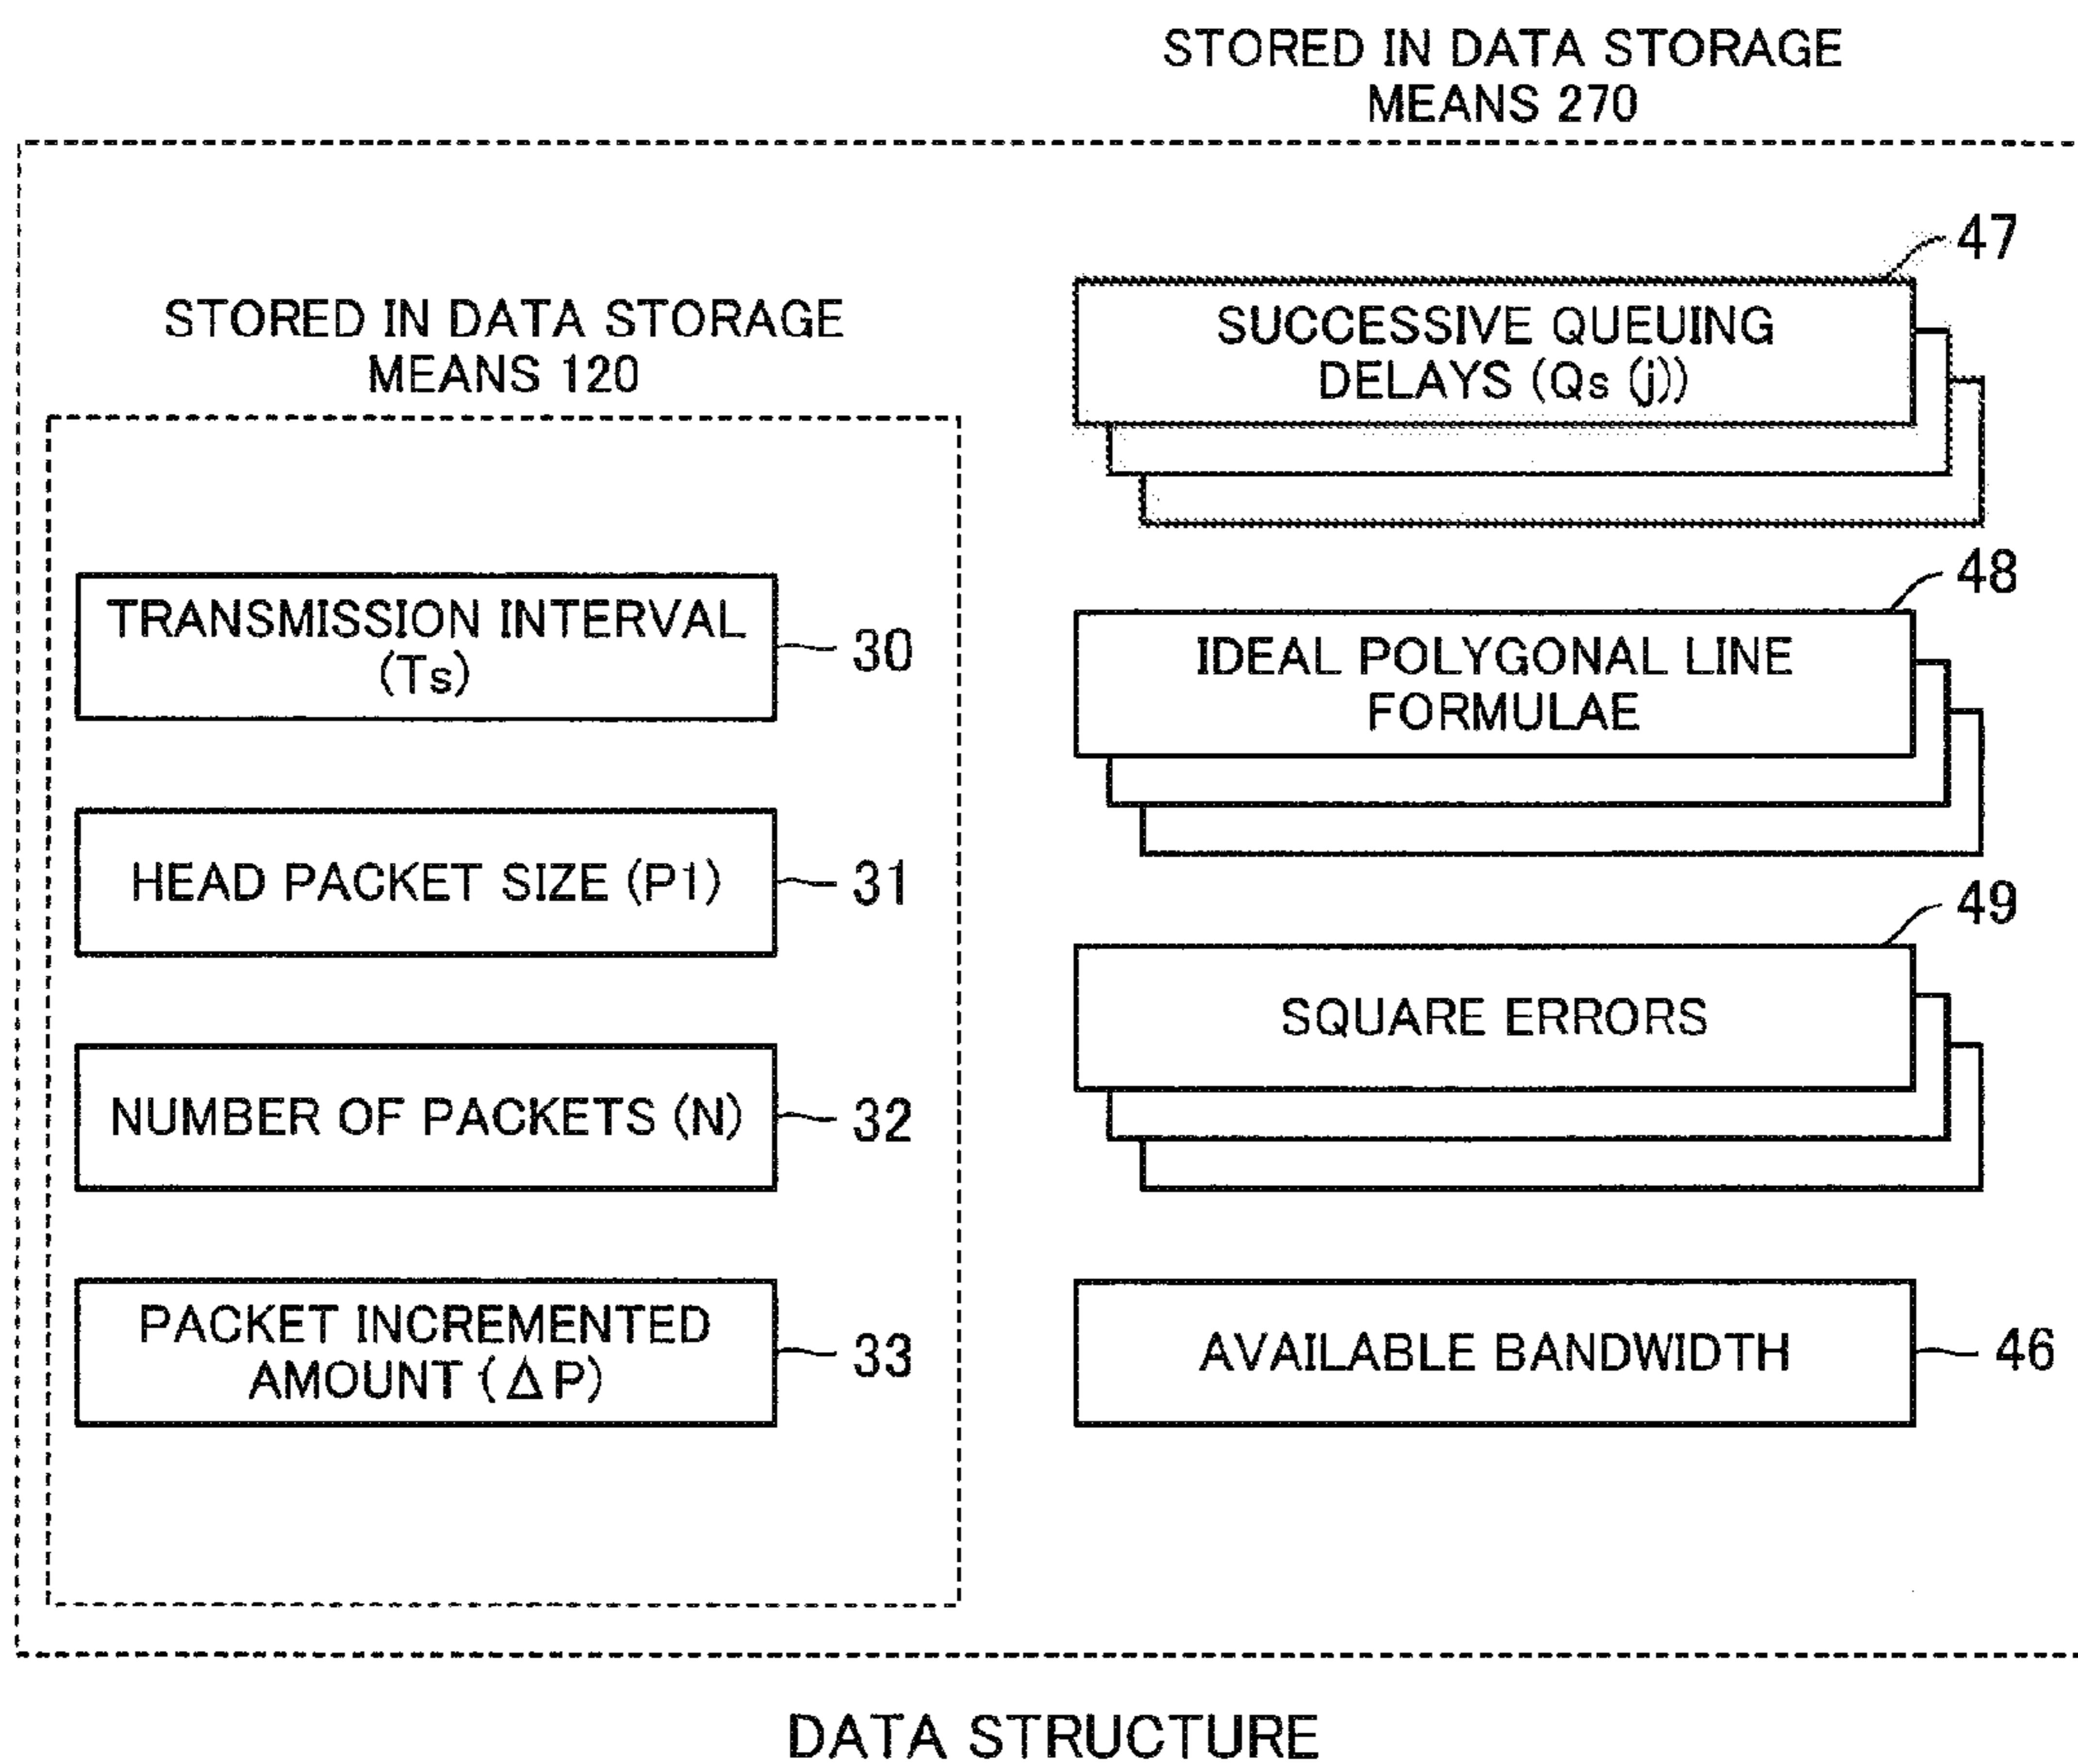 STORED IN DATA STORAGE
MEANS 270
STORED IN DATA STORAGE
MEANS 120
TRANSMISSION INTERVAL
(Ts)
30
HEAD PACKET SIZE (P1)
31
NUMBER OF PACKETS (N)
32
PACKET INCREMENTED
AMOUNT (ΔP)
33
47
SUCCESSIVE QUEUING
DELAYS (Qs (j))
48
IDEAL POLYGONAL LINE
FORMULAE
49
SQUARE ERRORS
AVAILABLE BANDWIDTH
46
DATA STRUCTURE